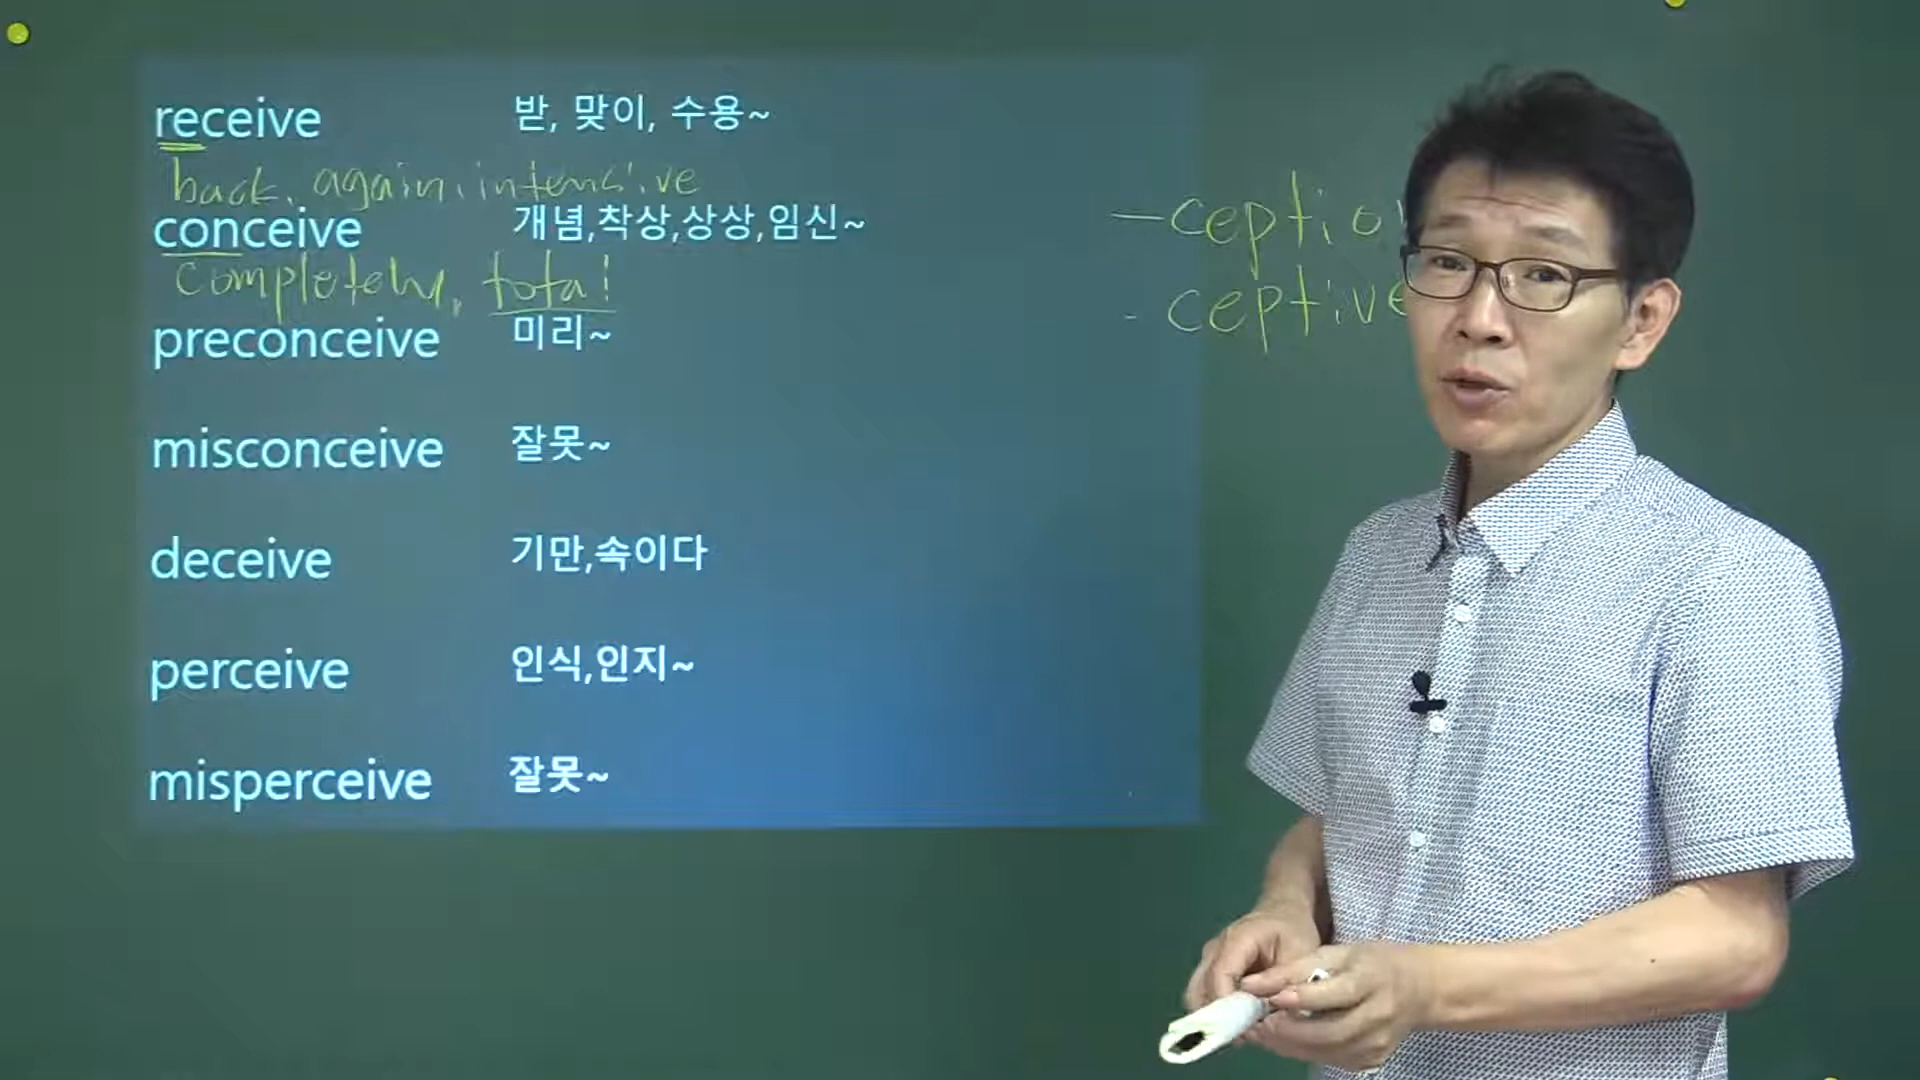 receive 받, 맞이, 수용~
back, again, intensive
conceive 개념,착상,상상,임신~
completely, total
preconceive 미리~
misconceive 잘못~
deceive 기만,속이다
perceive 인식,인지~
misperceive 잘못~
-ceptio
-ceptive